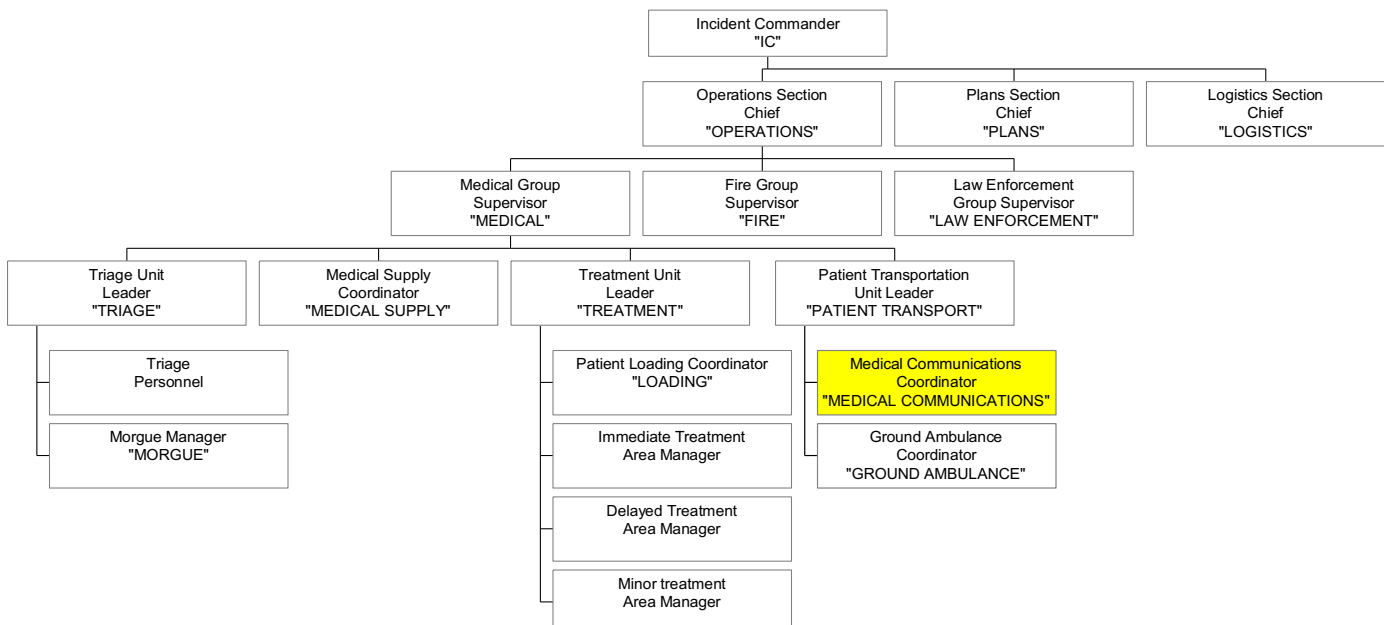 Incident Commander
"IC"
Operations Section
Chief
"OPERATIONS"
Plans Section
Chief
"PLANS"
Logistics Section
Chief
"LOGISTICS"
Medical Group
Supervisor
"MEDICAL"
Fire Group
Supervisor
"FIRE"
Law Enforcement
Group Supervisor
"LAW ENFORCEMENT"
Triage Unit
Leader
"TRIAGE"
Medical Supply
Coordinator
"MEDICAL SUPPLY"
Treatment Unit
Leader
"TREATMENT"
Patient Transportation
Unit Leader
"PATIENT TRANSPORT"
Triage
Personnel
Morgue Manager
"MORGUE"
Patient Loading Coordinator
"LOADING"
Immediate Treatment
Area Manager
Delayed Treatment
Area Manager
Minor treatment
Area Manager
Medical Communications
Coordinator
"MEDICAL COMMUNICATIONS"
Ground Ambulance
Coordinator
"GROUND AMBULANCE"